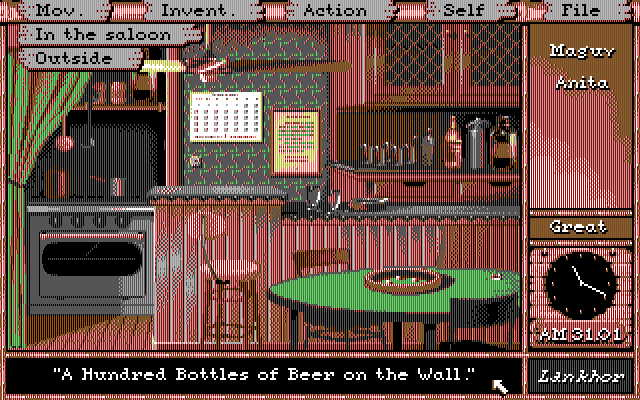 Mov. Invent. Action Self File
In the saloon
Outside
Maguy
Anita
Great
AM 31.01
"A Hundred Bottles of Beer on the Wall."
Lankhor